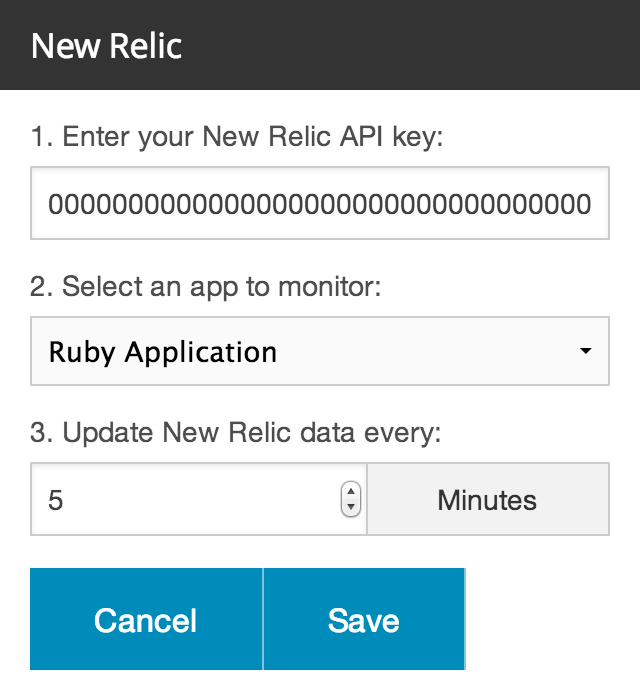 New Relic
1. Enter your New Relic API key:
0000000000000000000000000000000000
2. Select an app to monitor:
Ruby Application
3. Update New Relic data every:
5 Minutes
Cancel Save